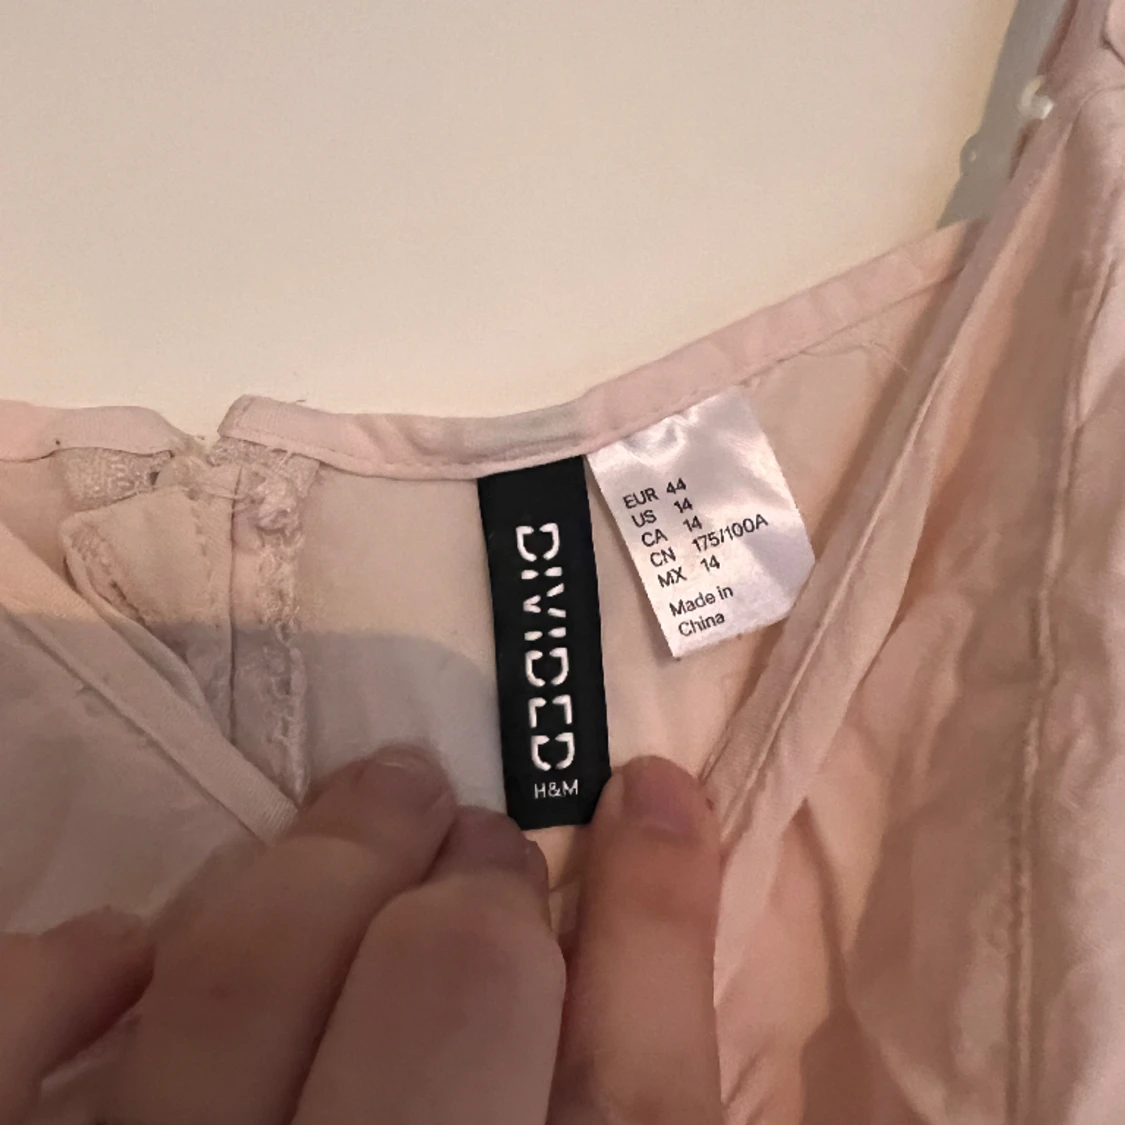 DIVIDED
H&M
EUR 44
US 14
CA 14
CN 175/100A
MX 14
Made in
China